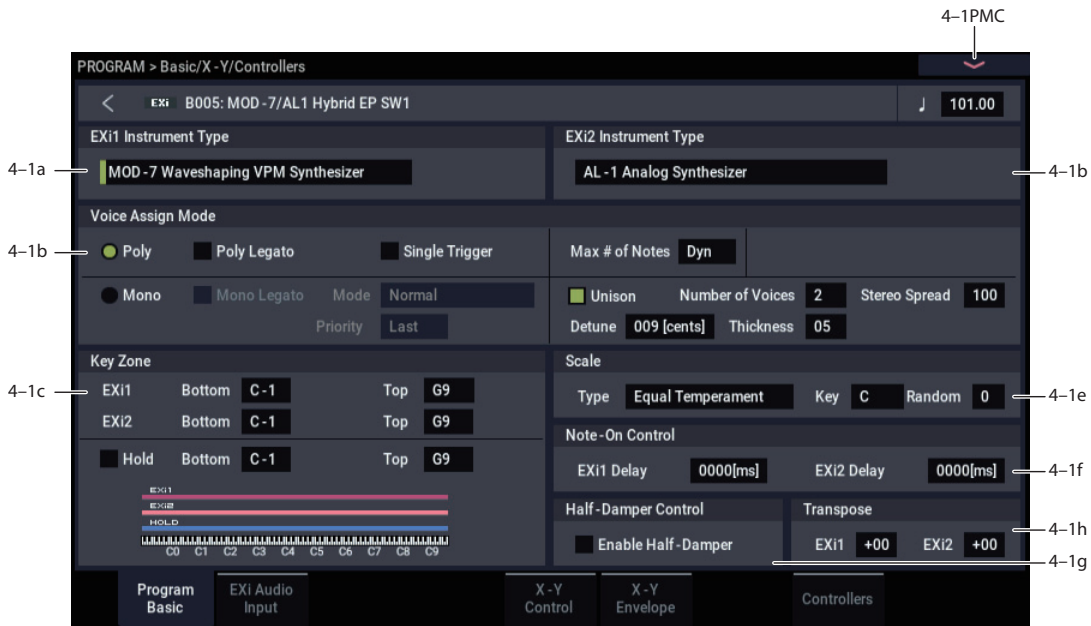 4–1PMC
PROGRAM > Basic/X-Y/Controllers
EXi B005: MOD-7/AL1 Hybrid EP SW1
♩ 101.00
EXi1 Instrument Type
EXi2 Instrument Type
4–1a
MOD-7 Waveshaping VPM Synthesizer
AL-1 Analog Synthesizer
4–1b
Voice Assign Mode
4–1b
Poly
Poly Legato
Single Trigger
Max # of Notes Dyn
Mono
Mono Legato
Mode Normal
Unison
Number of Voices 2
Stereo Spread 100
Priority Last
Detune 009 [cents]
Thickness 05
Key Zone
Scale
4–1c
EXi1 Bottom C-1 Top G9
Type Equal Temperament
Key C
Random 0
4–1e
EXi2 Bottom C-1 Top G9
Note-On Control
Hold Bottom C-1 Top G9
EXi1 Delay 0000[ms]
EXi2 Delay 0000[ms]
4–1f
EXi1
EXi2
HOLD
C0 C1 C2 C3 C4 C5 C6 C7 C8 C9
Half-Damper Control
Transpose
4–1h
Enable Half-Damper
EXi1 +00
EXi2 +00
4–1g
Program Basic
EXi Audio Input
X-Y Control
X-Y Envelope
Controllers